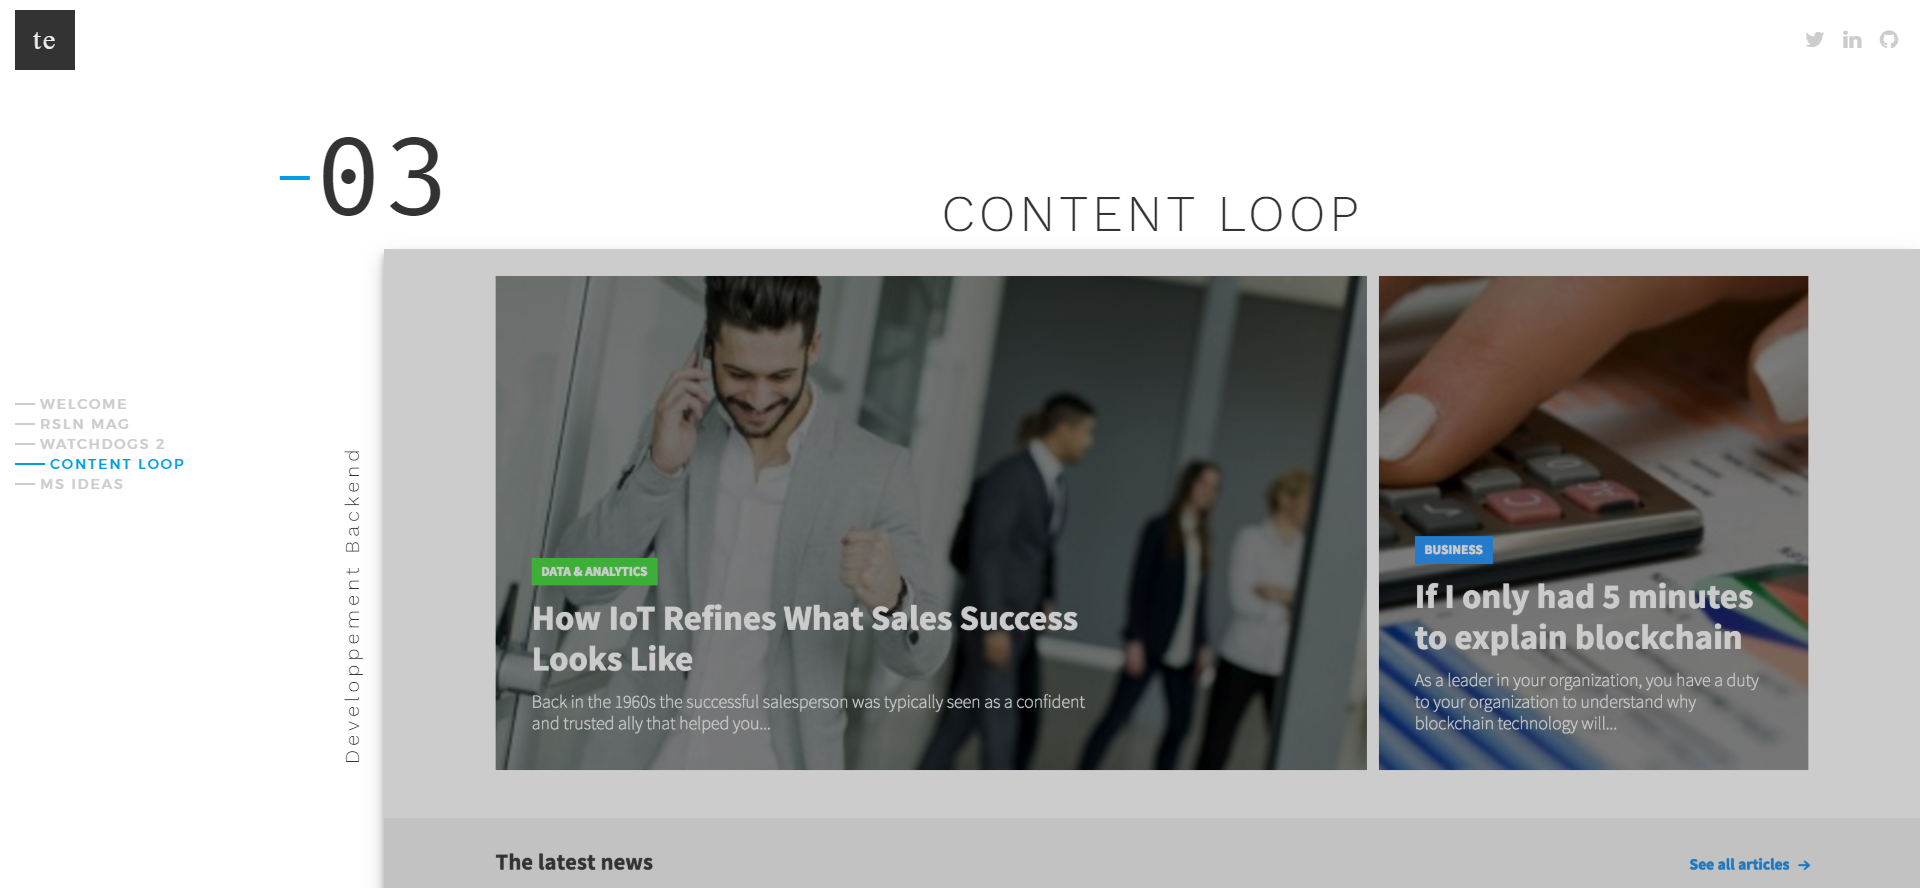 te
-03
CONTENT LOOP
WELCOME
RSLN MAG
WATCHDOGS 2
CONTENT LOOP
MS IDEAS
Developpement Backend
DATA & ANALYTICS
How IoT Refines What Sales Success
Looks Like
Back in the 1960s the successful salesperson was typically seen as a confident
and trusted ally that helped you...
BUSINESS
If I only had 5 minutes
to explain blockchain
As a leader in your organization, you have a duty
to your organization to understand why
blockchain technology will...
The latest news
See all articles →